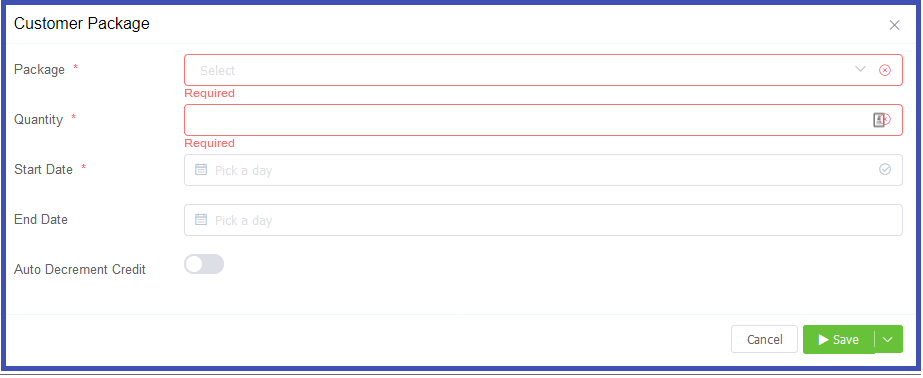 Customer Package
Package *
Select
Required
Quantity *
Required
Start Date *
Pick a day
End Date
Pick a day
Auto Decrement Credit
Cancel
Save